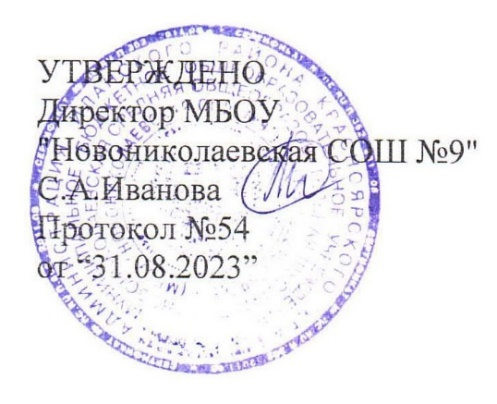 УТВЕРЖДЕНО
Директор МБОУ
"Новониколаевская СОШ №9"
С.А.Иванова
Протокол №54
от “31.08.2023”